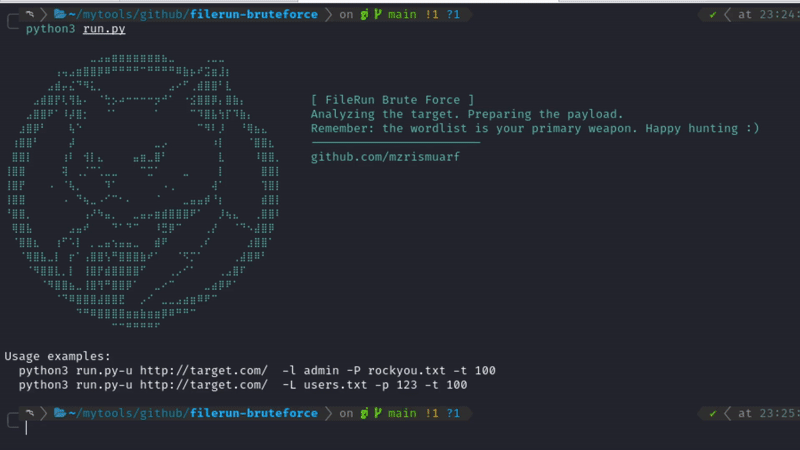 ~/mytools/github/filerun-bruteforce on main !1 ?1 ✔ at 23:24:
python3 run.py
[ FileRun Brute Force ]
Analyzing the target. Preparing the payload.
Remember: the wordlist is your primary weapon. Happy hunting :)
------------------------
github.com/mzrismuarf
Usage examples:
python3 run.py-u http://target.com/  -l admin -P rockyou.txt -t 100
python3 run.py-u http://target.com/  -L users.txt -p 123 -t 100
~/mytools/github/filerun-bruteforce on main !1 ?1 ✔ at 23:25: